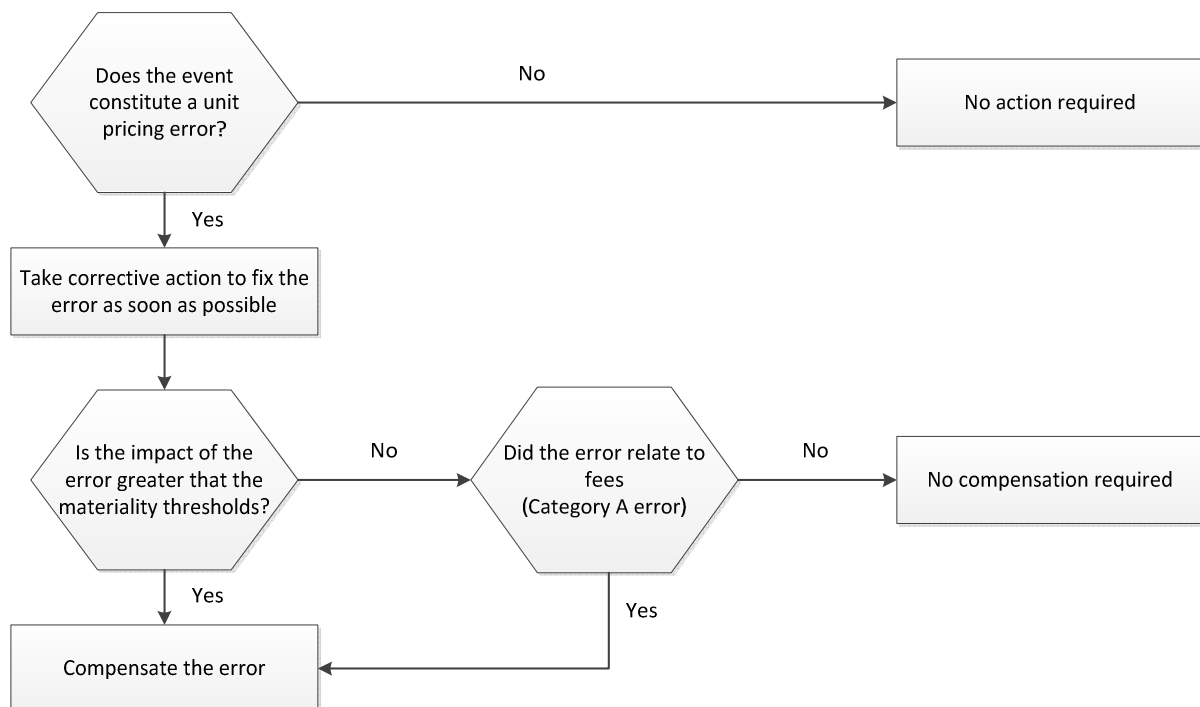 Does the event
constitute a unit
pricing error?
No
No action required
Yes
Take corrective action to fix the
error as soon as possible
Is the impact of the
error greater that the
materiality thresholds?
No
Did the error relate to
fees
(Category A error)
No
No compensation required
Yes
Yes
Compensate the error